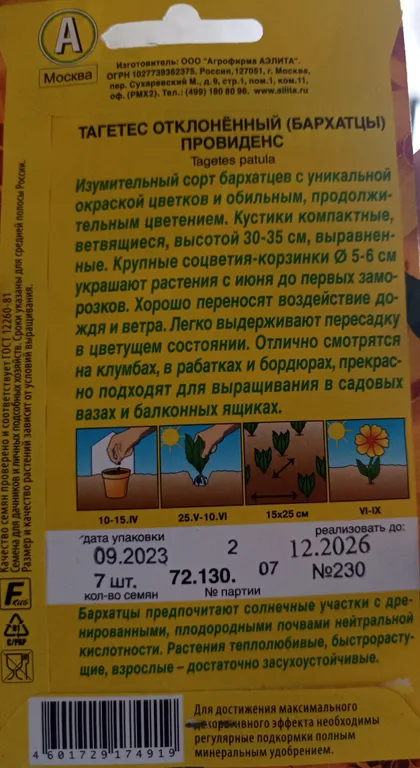 А
Москва
Изготовитель: ООО "Агрофирма АЭЛИТА".
ОГРН 1027739362375. Россия, 127051, г. Москва,
пер. Сухаревский М., д. 9, стр.1, пом.1, ком.11,
оф. (РМХ2). Тел.: (499) 190 80 96. www.ailita.ru
ТАГЕТЕС ОТКЛОНЁННЫЙ (БАРХАТЦЫ)
ПРОВИДЕНС
Tagetes patula
Изумительный сорт бархатцев с уникальной
окраской цветков и обильным, продолжи-
тельным цветением. Кустики компактные,
ветвящиеся, высотой 30-35 см, выравнен-
ные. Крупные соцветия-корзинки Ø 5-6 см
украшают растения с июня до первых замо-
розков. Хорошо переносят воздействие до-
ждя и ветра. Легко выдерживают пересадку
в цветущем состоянии. Отлично смотрятся
на клумбах, в рабатках и бордюрах, прекрас-
но подходят для выращивания в садовых
вазах и балконных ящиках.
10-15.IV 25.V-10.VI 15х25 см VI-IX
дата упаковки реализовать до:
09.2023 2 12.2026
7 шт. 72.130. 07 №230
кол-во семян № партии
Бархатцы предпочитают солнечные участки с дре-
нированными, плодородными почвами нейтральной
кислотности. Растения теплолюбивые, быстрорасту-
щие, взрослые – достаточно засухоустойчивые.
Для достижения максимального
декоративного эффекта необходимы
регулярные подкормки полным
минеральным удобрением.
4 601729 174919
Качество семян проверено и соответствует ГОСТ 12260-81
Семена для дачников и личных подсобных хозяйств. Сроки указаны для средней полосы России.
Размер и качество растений зависит от условий выращивания.
C/PAP